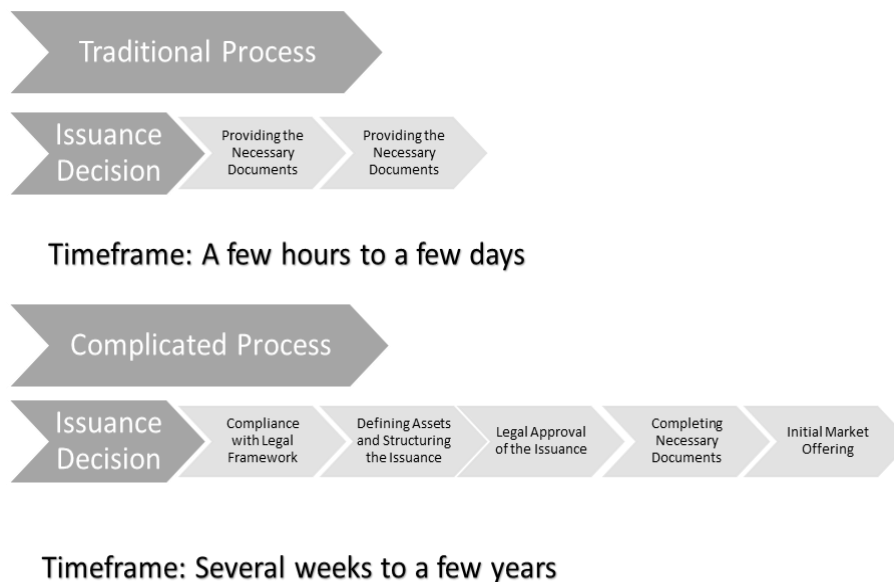 Traditional Process
Issuance
Decision
Providing the
Necessary
Documents
Providing the
Necessary
Documents
Timeframe: A few hours to a few days
Complicated Process
Issuance
Decision
Compliance
with Legal
Framework
Defining Assets
and Structuring
the Issuance
Legal Approval
of the Issuance
Completing
Necessary
Documents
Initial Market
Offering
Timeframe: Several weeks to a few years